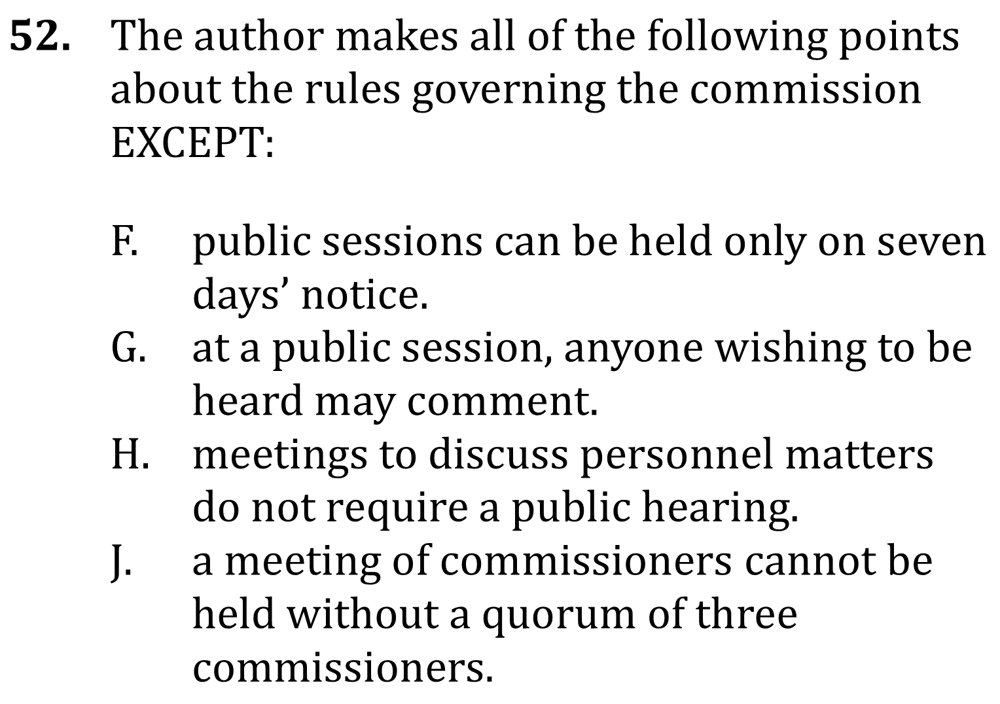 52. The author makes all of the following points
about the rules governing the commission
EXCEPT:
F. public sessions can be held only on seven
days’ notice.
G. at a public session, anyone wishing to be
heard may comment.
H. meetings to discuss personnel matters
do not require a public hearing.
J. a meeting of commissioners cannot be
held without a quorum of three
commissioners.